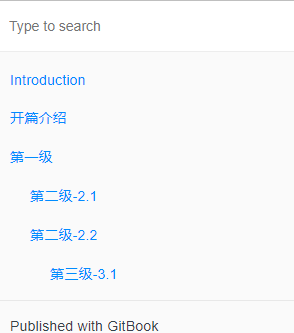 Type to search
Introduction
开篇介绍
第一级
第二级-2.1
第二级-2.2
第三级-3.1
Published with GitBook